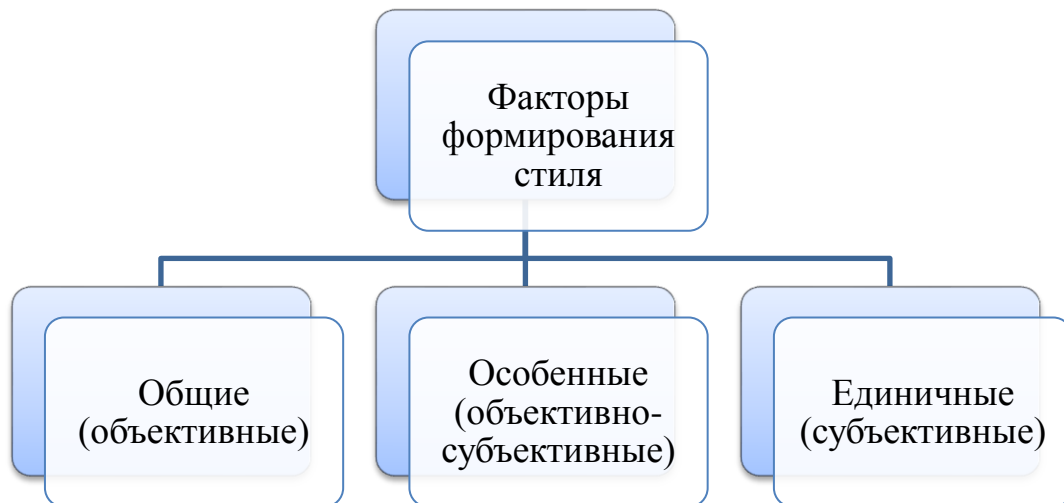 Факторы
формирования
стиля
Общие
(объективные)
Особенные
(объективно-
субъективные)
Единичные
(субъективные)